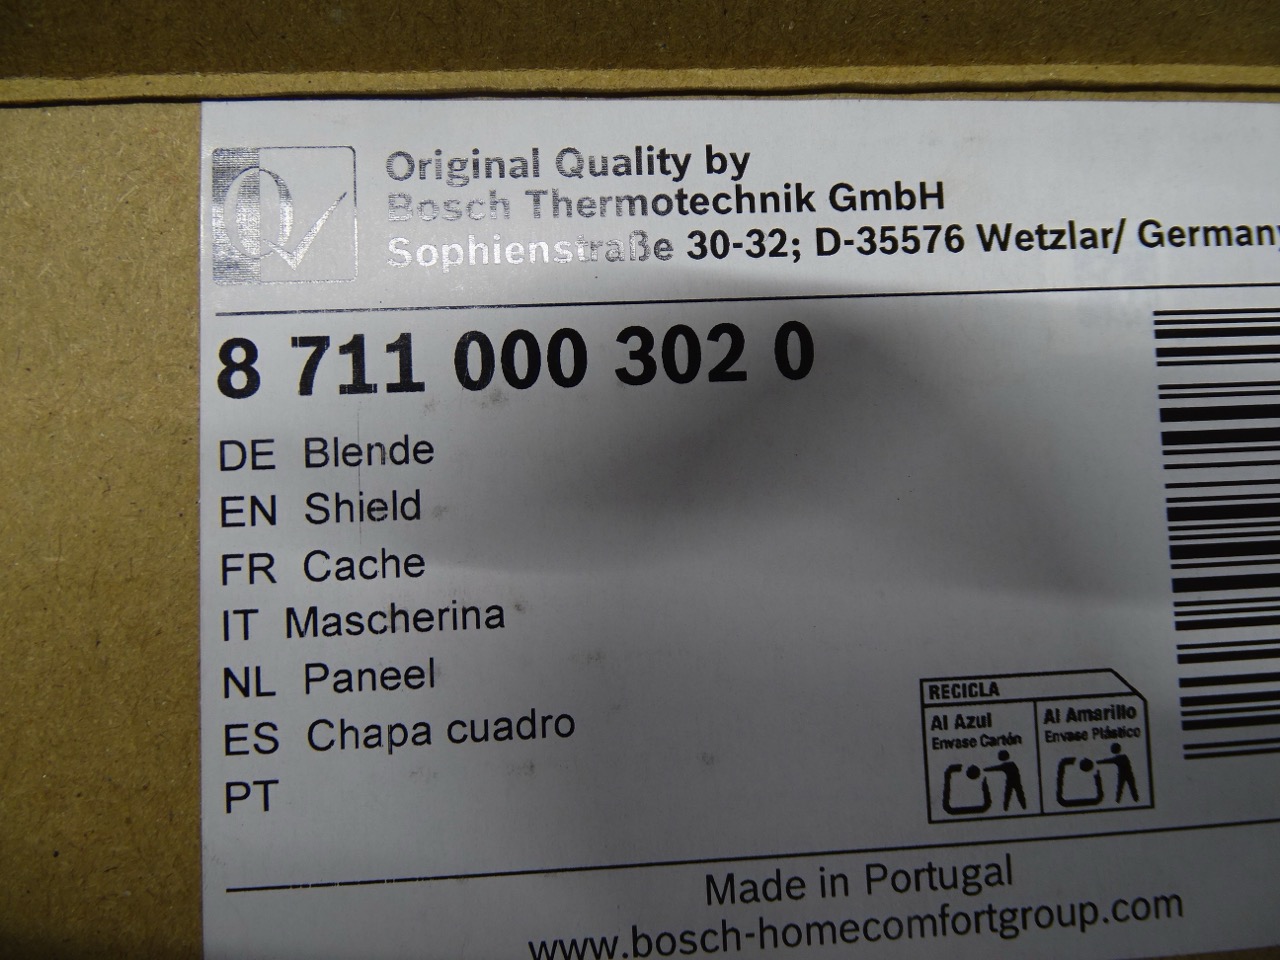 Original Quality by
Bosch Thermotechnik GmbH
Sophienstraße 30-32; D-35576 Wetzlar/ Germany
8 711 000 302 0
DE Blende
EN Shield
FR Cache
IT Mascherina
NL Paneel
ES Chapa cuadro
PT
RECICLA
Al Azul
Envase Cartón
Al Amarillo
Envase Plástico
Made in Portugal
www.bosch-homecomfortgroup.com